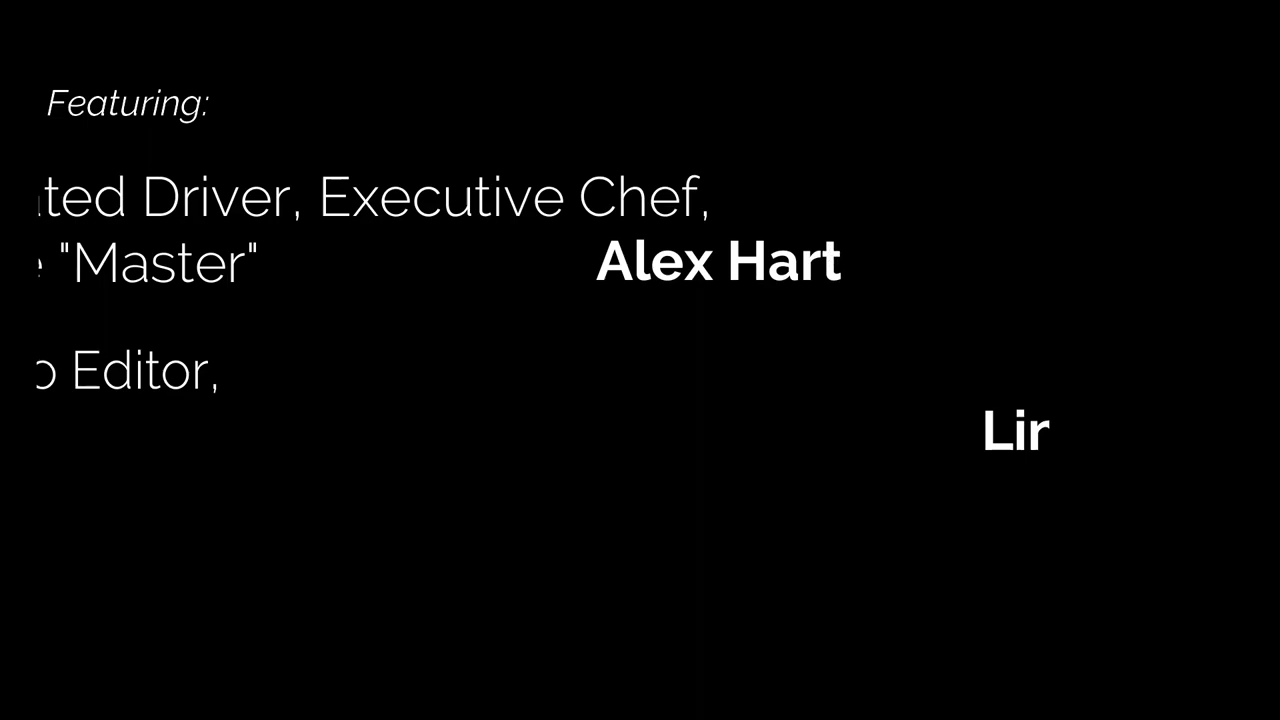 Featuring:
ted Driver, Executive Chef,
"Master"
Alex Hart
o Editor,
Lir